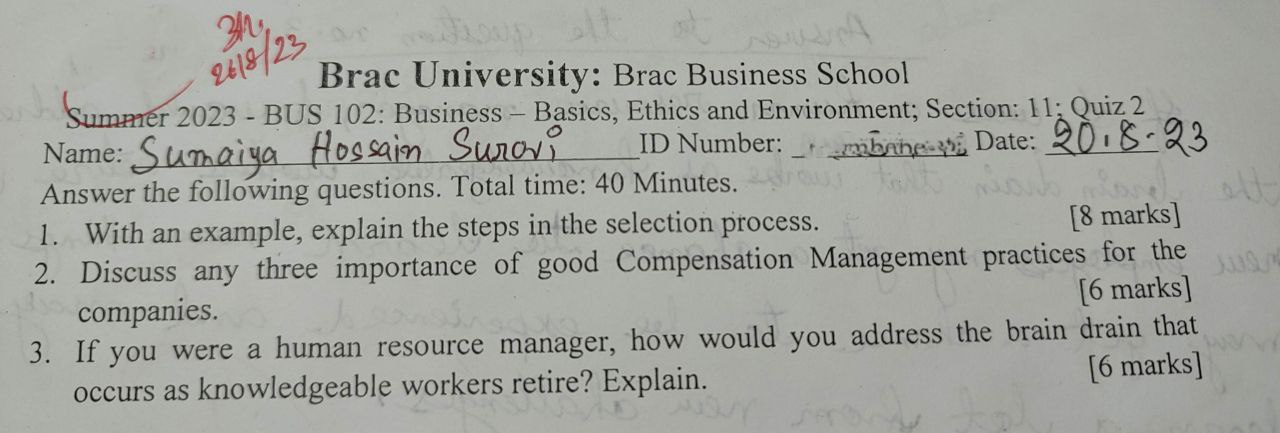 26/8/23
Brac University: Brac Business School
Summer 2023 - BUS 102: Business – Basics, Ethics and Environment; Section: 11; Quiz 2
Name: Sumaiya Hossain Surovi ID Number: Date: 20.8-23
Answer the following questions. Total time: 40 Minutes.
1. With an example, explain the steps in the selection process. [8 marks]
2. Discuss any three importance of good Compensation Management practices for the
companies. [6 marks]
3. If you were a human resource manager, how would you address the brain drain that
occurs as knowledgeable workers retire? Explain. [6 marks]